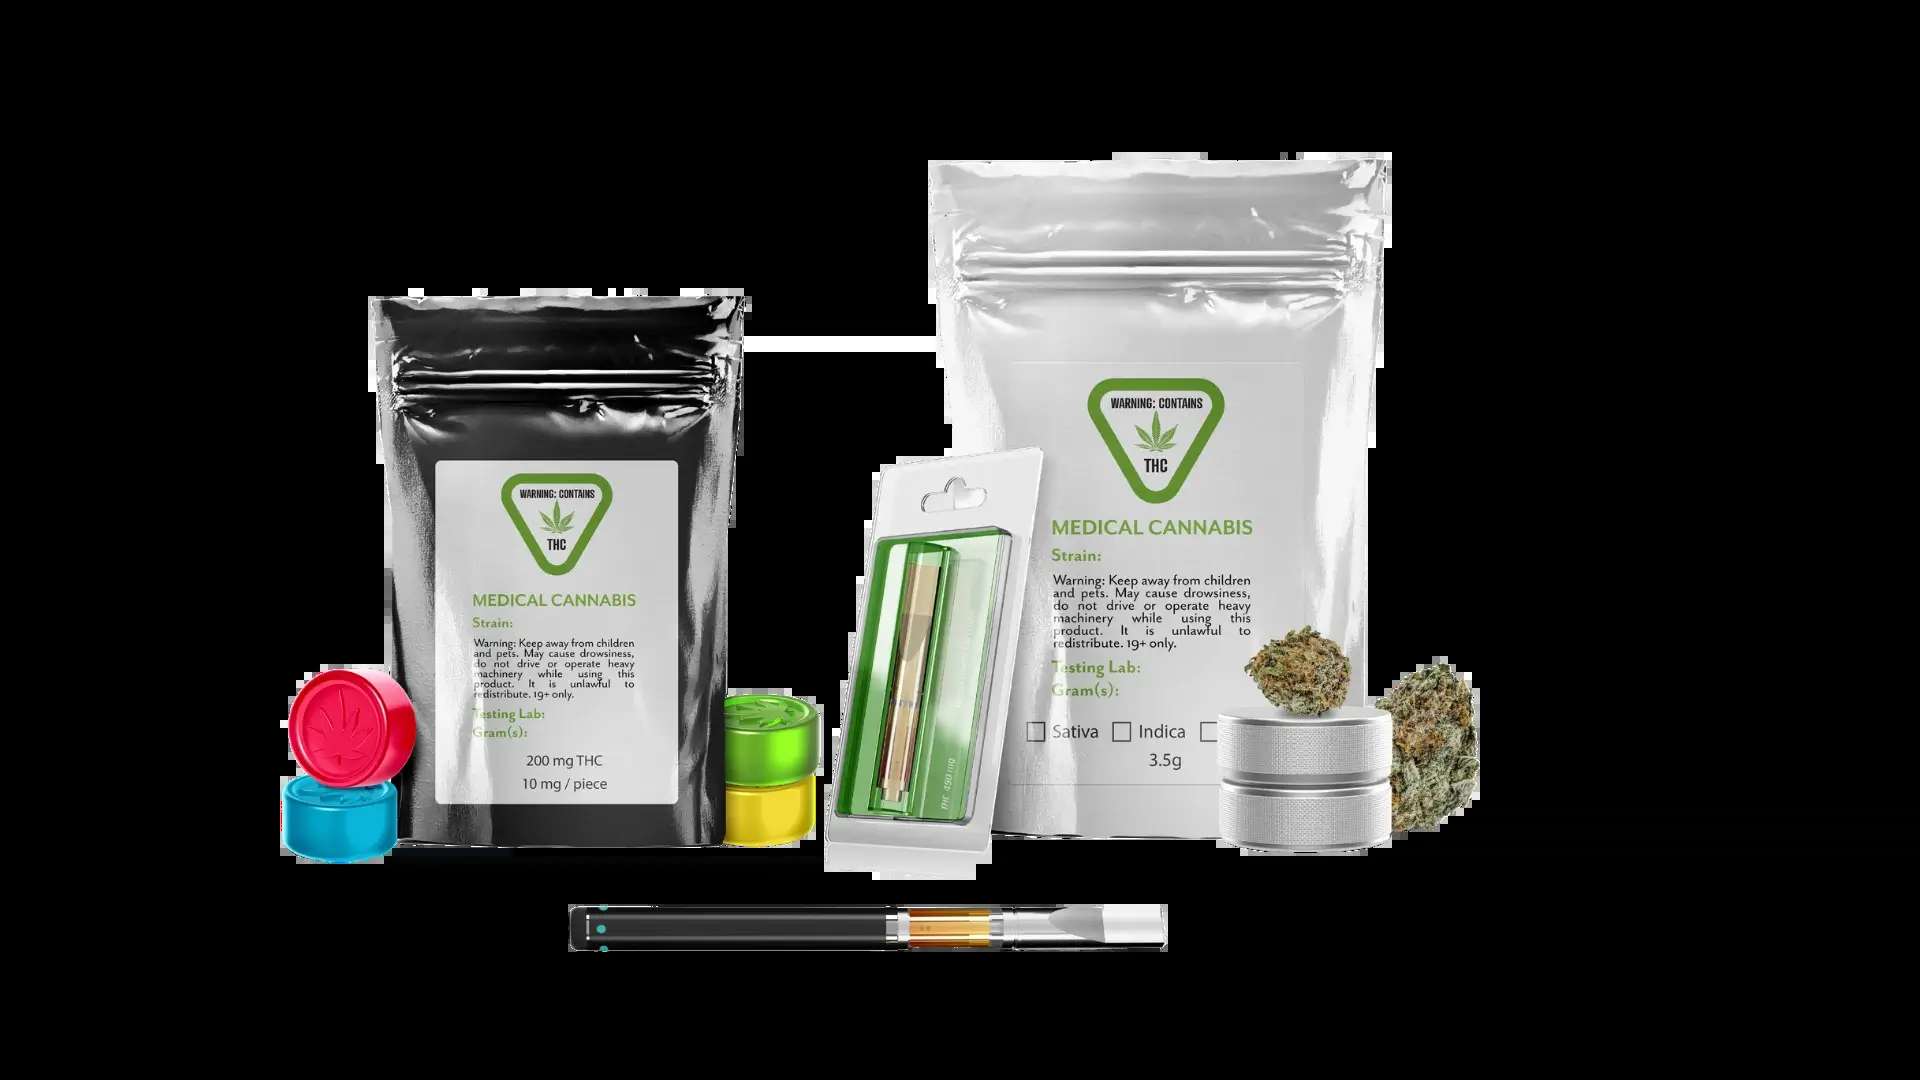 WARNING: CONTAINS
THC
MEDICAL CANNABIS
Strain:
Warning: Keep away from children
and pets. May cause drowsiness,
do not drive or operate heavy
machinery while using this
product. It is unlawful to
redistribute. 19+ only.
Testing Lab:
Gram(s):
200 mg THC
10 mg / piece
THC 450 mg
WARNING: CONTAINS
THC
MEDICAL CANNABIS
Strain:
Warning: Keep away from children
and pets. May cause drowsiness,
do not drive or operate heavy
machinery while using this
product. It is unlawful to
redistribute. 19+ only.
Testing Lab:
Gram(s):
Sativa Indica
3.5g